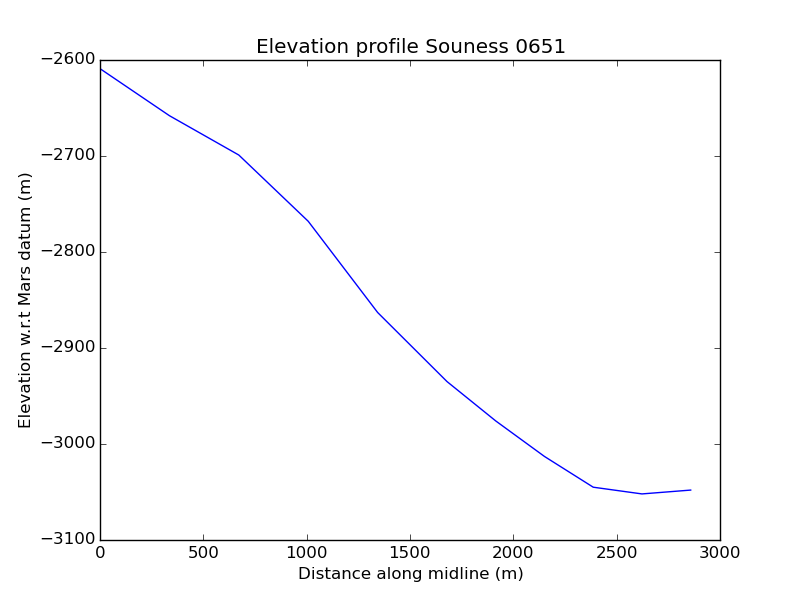 Elevation profile Souness 0651
−2600
−2700
−2800
−2900
−3000
−3100
Elevation w.r.t Mars datum (m)
0 500 1000 1500 2000 2500 3000
Distance along midline (m)